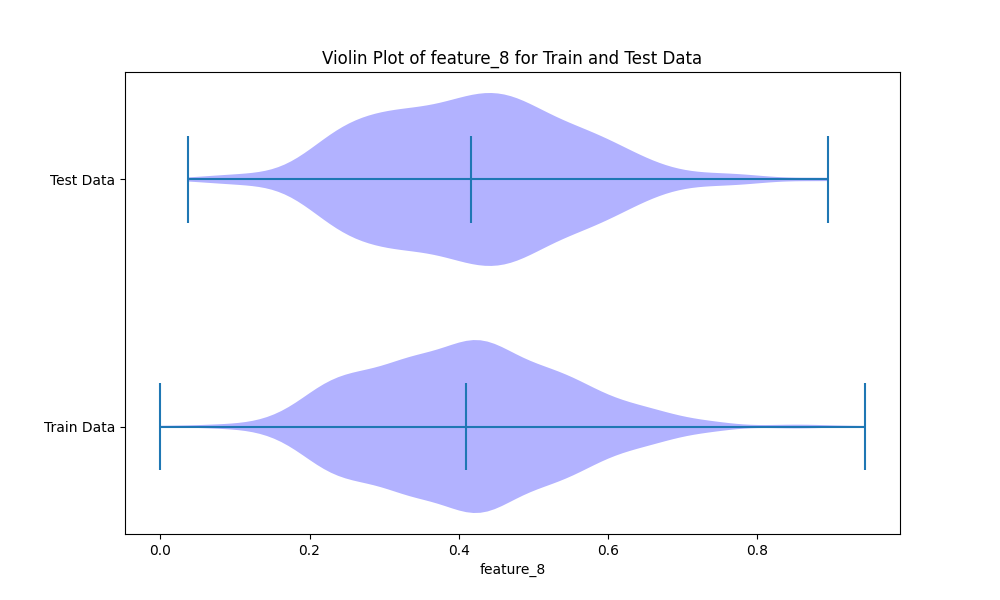 Violin Plot of feature_8 for Train and Test Data
Test Data
Train Data
0.0 0.2 0.4 0.6 0.8
feature_8